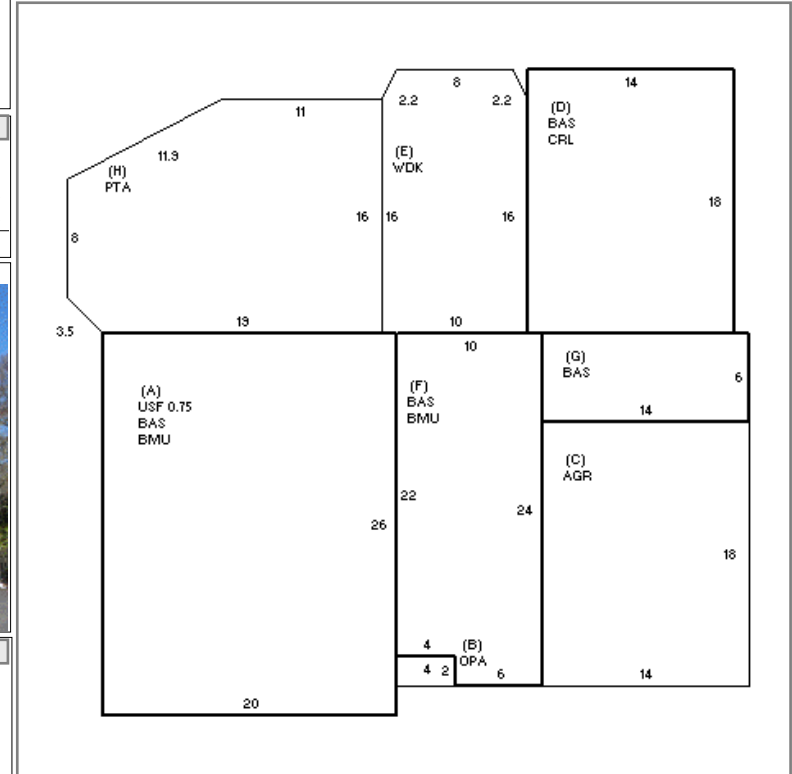 8
14
2.2
2.2
11
(D)
BAS
CRL
(E)
WDK
11.9
(H)
PTA
18
16
16
16
8
19
10
3.5
10
(G)
BAS
6
(A)
USF 0.75
BAS
BMU
(F)
BAS
BMU
14
(C)
AGR
22
24
26
18
4
(B)
OPA
4
2
6
14
20